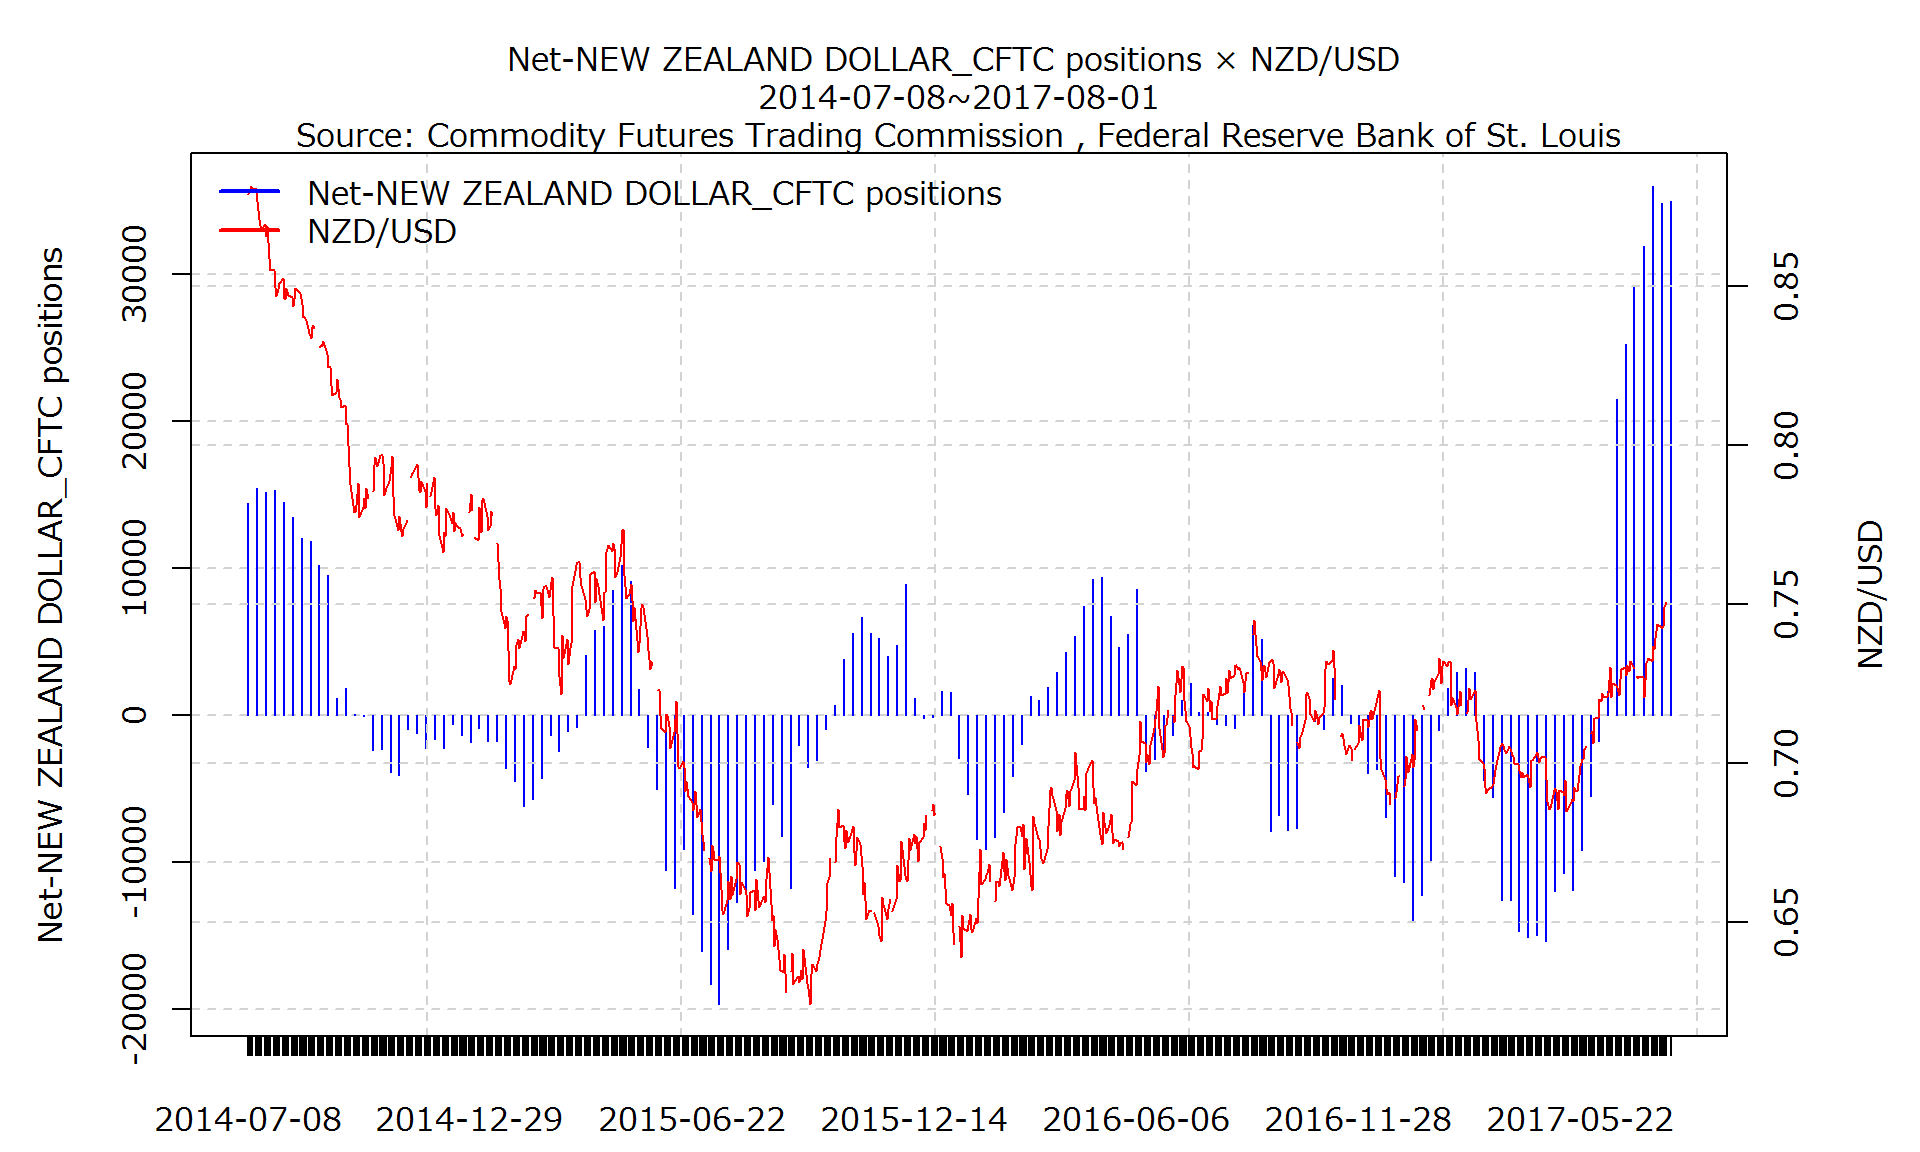 Net-NEW ZEALAND DOLLAR_CFTC positions × NZD/USD
2014-07-08~2017-08-01
Source: Commodity Futures Trading Commission , Federal Reserve Bank of St. Louis
Net-NEW ZEALAND DOLLAR_CFTC positions
NZD/USD
Net-NEW ZEALAND DOLLAR_CFTC positions
30000
20000
10000
0
-10000
-20000
0.85
0.80
0.75
0.70
0.65
NZD/USD
2014-07-08 2014-12-29 2015-06-22 2015-12-14 2016-06-06 2016-11-28 2017-05-22